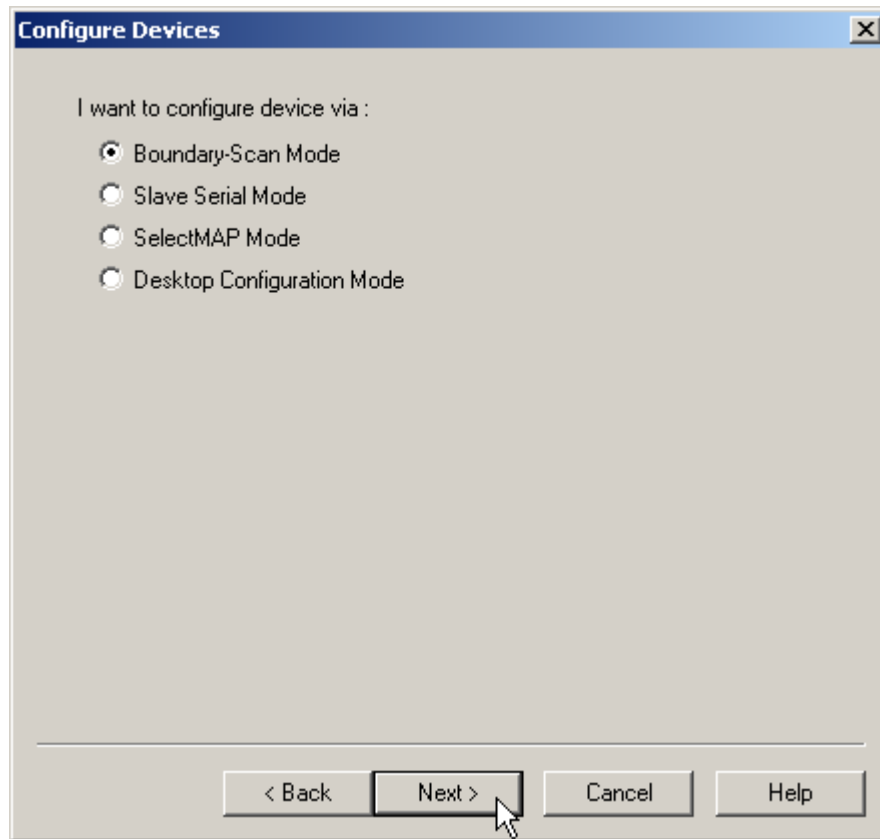 Configure Devices
I want to configure device via :
Boundary-Scan Mode
Slave Serial Mode
SelectMAP Mode
Desktop Configuration Mode
< Back Next > Cancel Help